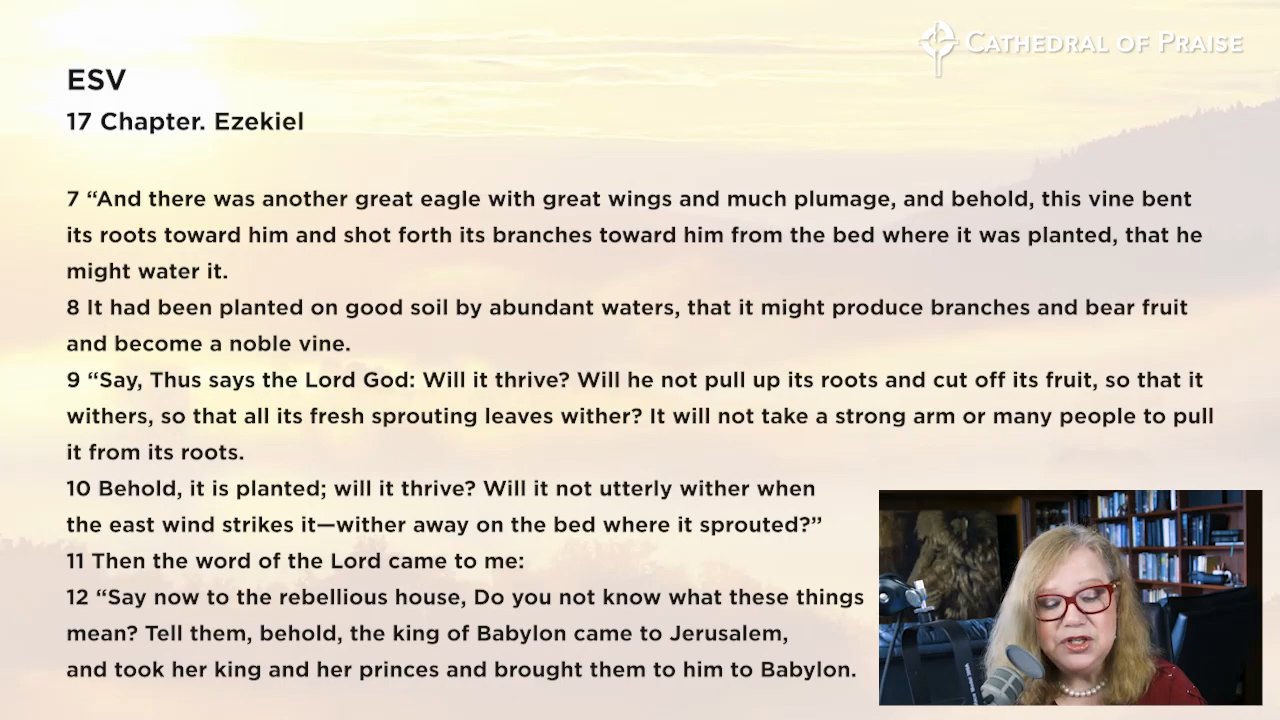 CATHEDRAL OF PRAISE
ESV
17 Chapter. Ezekiel
7 “And there was another great eagle with great wings and much plumage, and behold, this vine bent
its roots toward him and shot forth its branches toward him from the bed where it was planted, that he
might water it.
8 It had been planted on good soil by abundant waters, that it might produce branches and bear fruit
and become a noble vine.
9 “Say, Thus says the Lord God: Will it thrive? Will he not pull up its roots and cut off its fruit, so that it
withers, so that all its fresh sprouting leaves wither? It will not take a strong arm or many people to pull
it from its roots.
10 Behold, it is planted; will it thrive? Will it not utterly wither when
the east wind strikes it—wither away on the bed where it sprouted?”
11 Then the word of the Lord came to me:
12 “Say now to the rebellious house, Do you not know what these things
mean? Tell them, behold, the king of Babylon came to Jerusalem,
and took her king and her princes and brought them to him to Babylon.